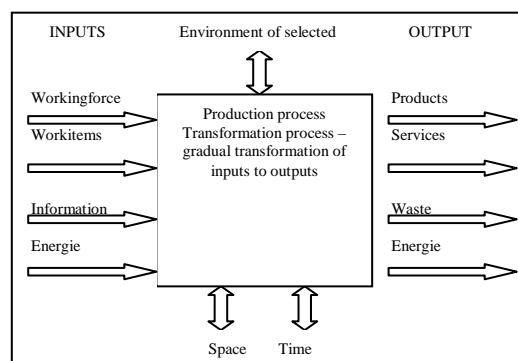 INPUTS Environment of selected OUTPUT
Workingforce
Workitems
Information
Energie
Production process
Transformation process –
gradual transformation of
inputs to outputs
Products
Services
Waste
Energie
Space Time